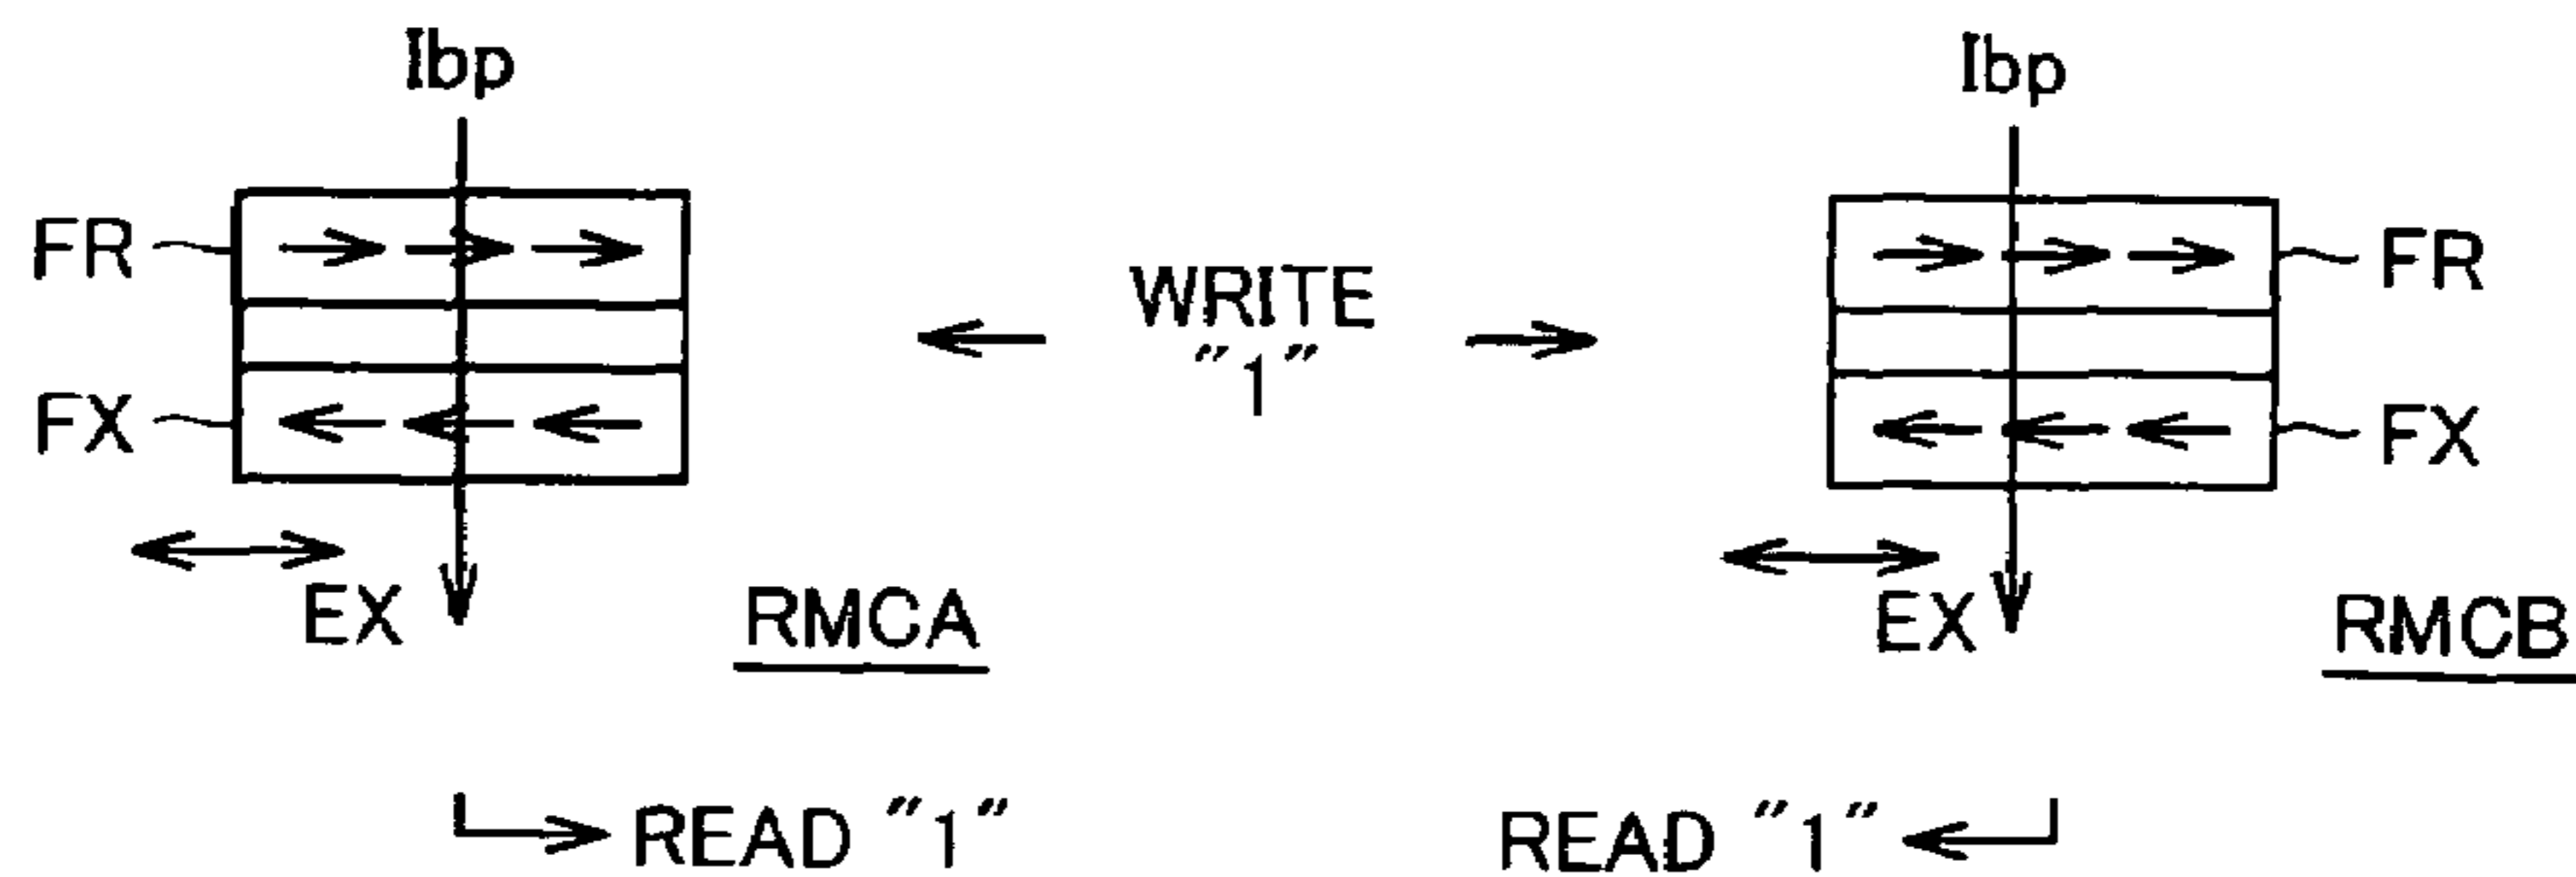 Ibp Ibp
FR FR
WRITE
"1"
FX FX
EX EX
RMCA RMCB
READ "1" READ "1"